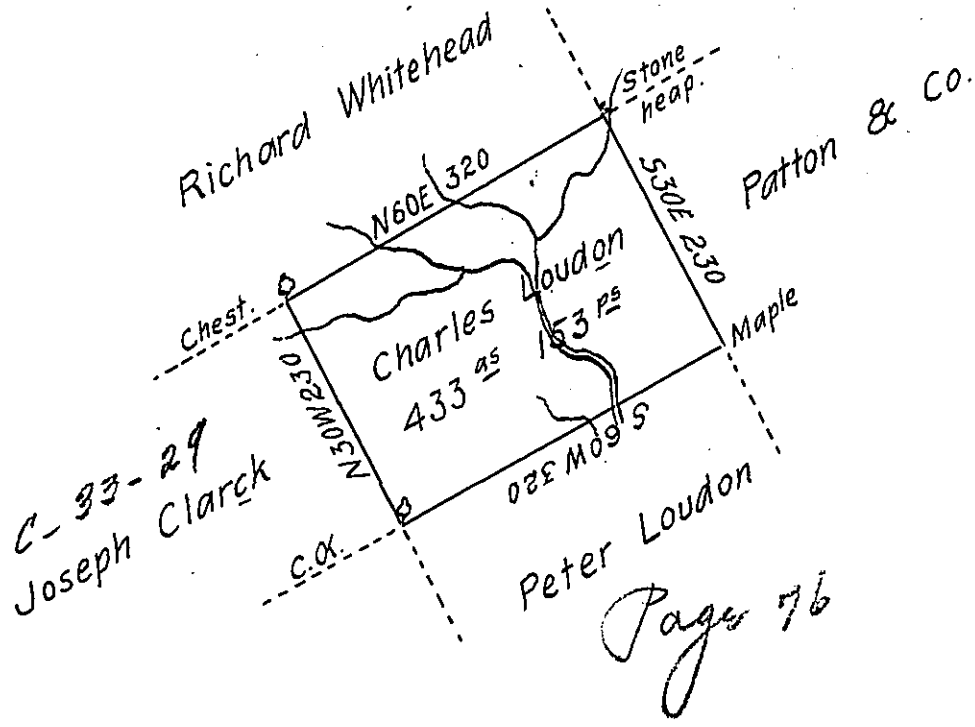 Richard Whitehead
Stone
heap.
Patton & Co.
N60E 320
S30E 230
Chest.
Charles Loudon
433 as 153 ps
Maple
N30W230
S60W 320
C-33-29
Joseph Clarck
C.O.
Peter Loudon
Page 76